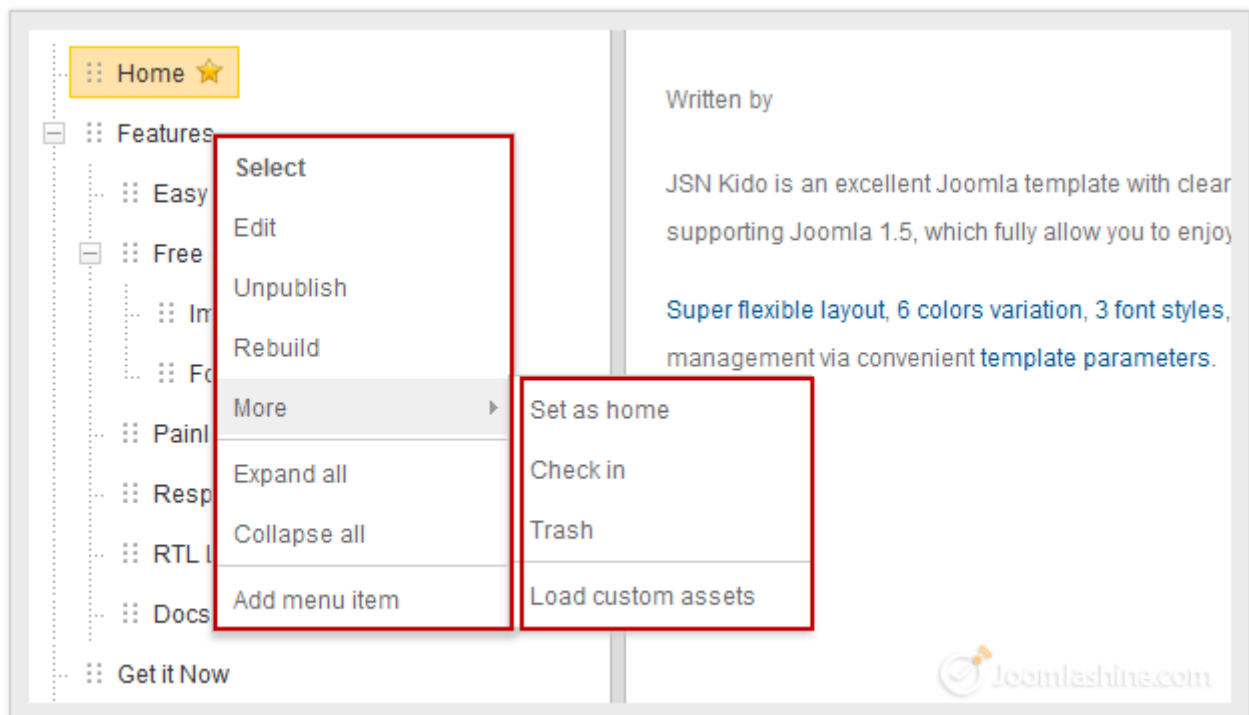 Home
Features
Easy
Free
Painl
Resp
RTL L
Docs
Get it Now
Select
Edit
Unpublish
Rebuild
More
Expand all
Collapse all
Add menu item
Set as home
Check in
Trash
Load custom assets
Written by
JSN Kido is an excellent Joomla template with clear
supporting Joomla 1.5, which fully allow you to enjoy
Super flexible layout, 6 colors variation, 3 font styles,
management via convenient template parameters.
Joomlashine.com